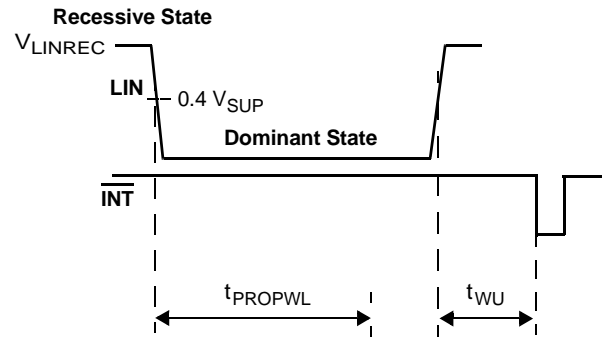 Recessive State
VLINREC
LIN
0.4 VSUP
Dominant State
INT
tPROPWL
tWU